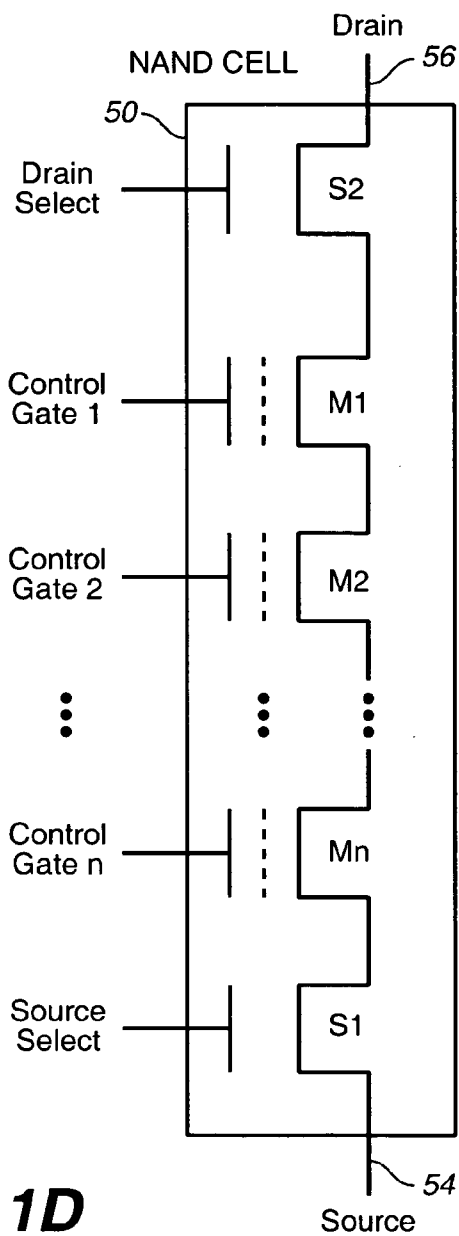 Drain
56
NAND CELL
50
Drain
Select
S2
Control
Gate 1
M1
Control
Gate 2
M2
Control
Gate n
Mn
Source
Select
S1
54
1D
Source